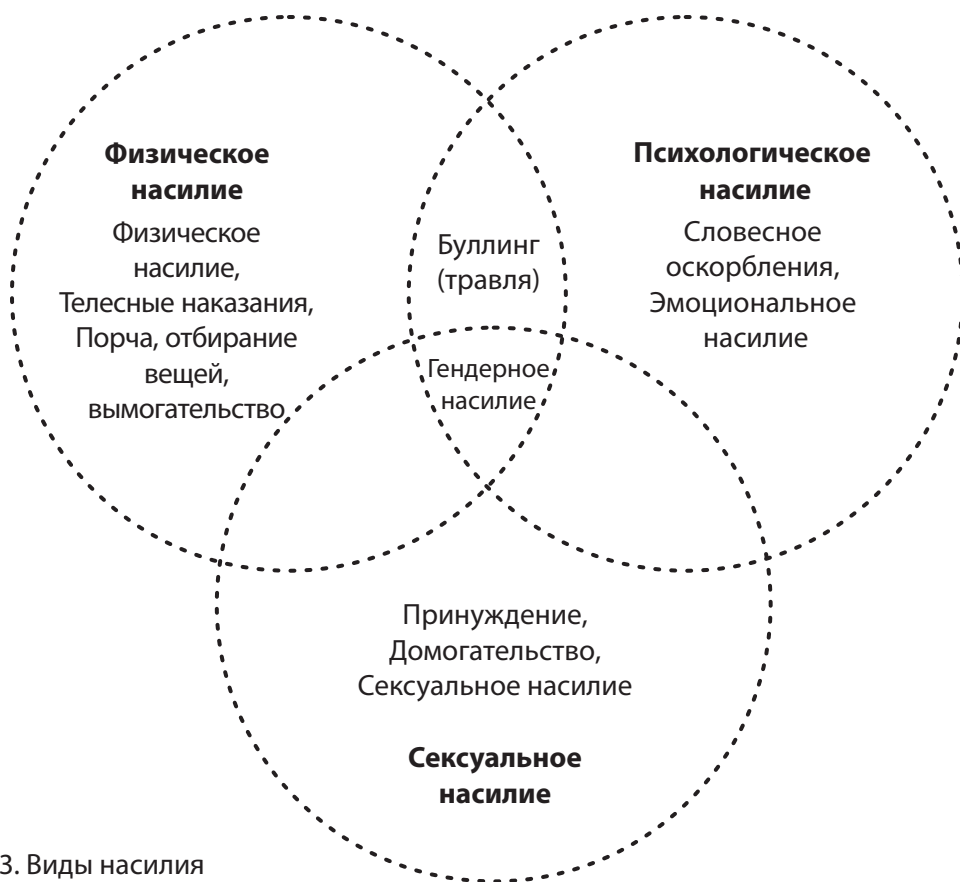 Физическое
насилие
Физическое
насилие,
Телесные наказания,
Порча, отбирание
вещей,
вымогательство
Буллинг
(травля)
Психологическое
насилие
Словесное
оскорбления,
Эмоциональное
насилие
Гендерное
насилие
Принуждение,
Домогательство,
Сексуальное насилие
Сексуальное
насилие
3. Виды насилия